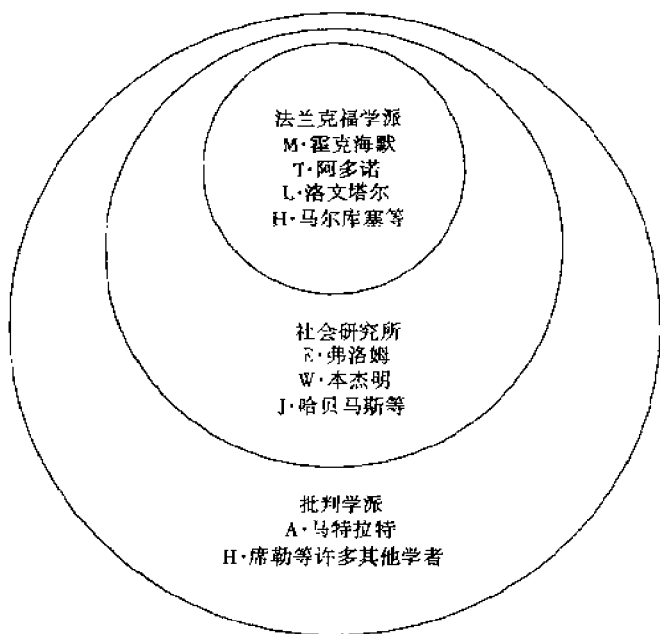 法兰克福学派
M·霍克海默
T·阿多诺
L·洛文塔尔
H·马尔库塞等
社会研究所
E·弗洛姆
W·本杰明
J·哈贝马斯等
批判学派
A·马特拉特
H·席勒等许多其他学者